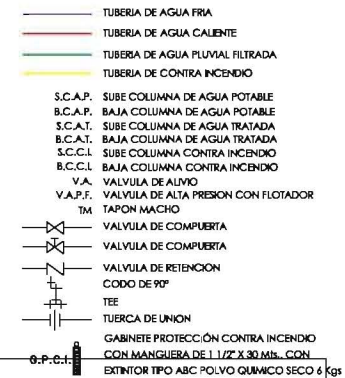 TUBERIA DE AGUA FRIA
TUBERIA DE AGUA CALIENTE
TUBERIA DE AGUA PLUVIAL FILTRADA
TUBERIA DE CONTRA INCENDIO
S.C.A.P. SUBE COLUMNA DE AGUA POTABLE
B.C.A.P. BAJA COLUMNA DE AGUA POTABLE
S.C.A.T. SUBE COLUMNA DE AGUA TRATADA
B.C.A.T. BAJA COLUMNA DE AGUA TRATADA
S.C.C.I. SUBE COLUMNA CONTRA INCENDIO
B.C.C.I. BAJA COLUMNA CONTRA INCENDIO
V.A. VALVULA DE ALIVIO
V.A.P.F. VALVULA DE ALTA PRESION CON FLOTADOR
TM TAPON MACHO
VALVULA DE COMPUERTA
VALVULA DE COMPUERTA
VALVULA DE RETENCION
CODO DE 90º
TEE
TUERCA DE UNION
GABINETE PROTECCIÓN CONTRA INCENDIO
G.P.C.I. CON MANGUERA DE 1 1/2" X 30 Mts., CON
EXTINTOR TIPO ABC POLVO QUIMICO SECO 6 Kgs